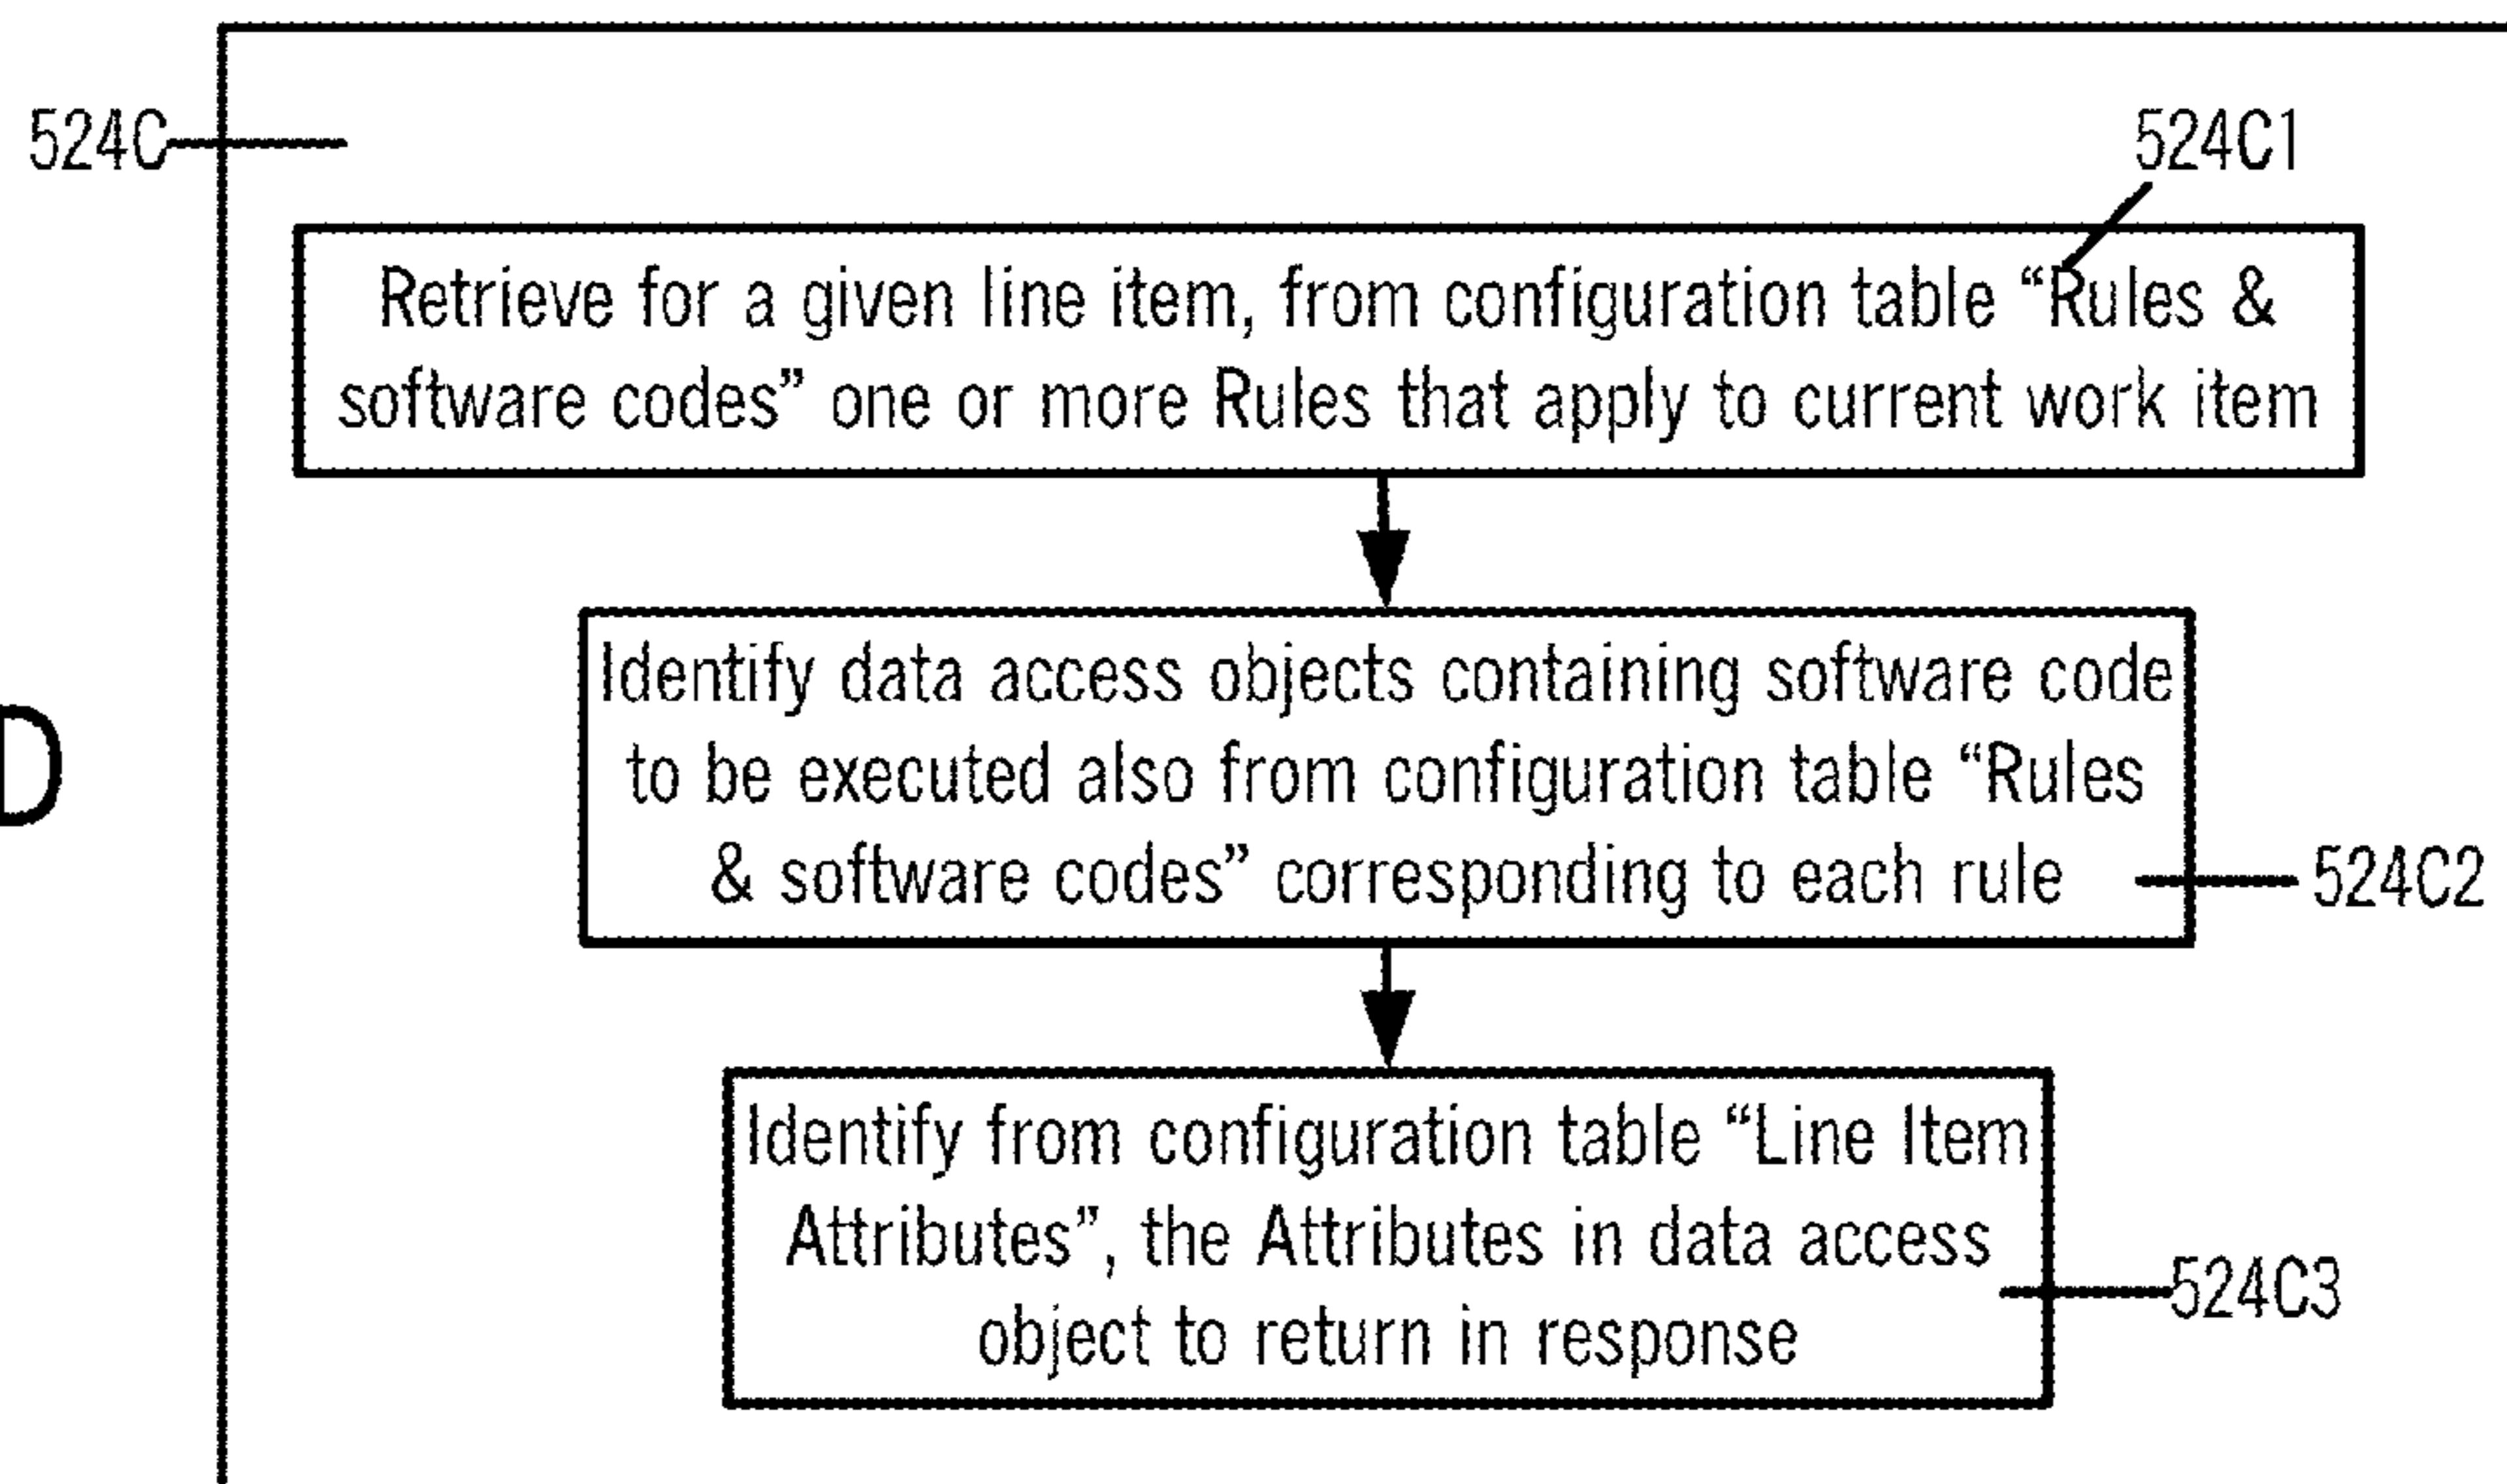 524C
524C1
Retrieve for a given line item, from configuration table “Rules &
software codes” one or more Rules that apply to current work item
Identify data access objects containing software code
to be executed also from configuration table “Rules
& software codes” corresponding to each rule
524C2
D
Identify from configuration table “Line Item
Attributes”, the Attributes in data access
object to return in response
524C3